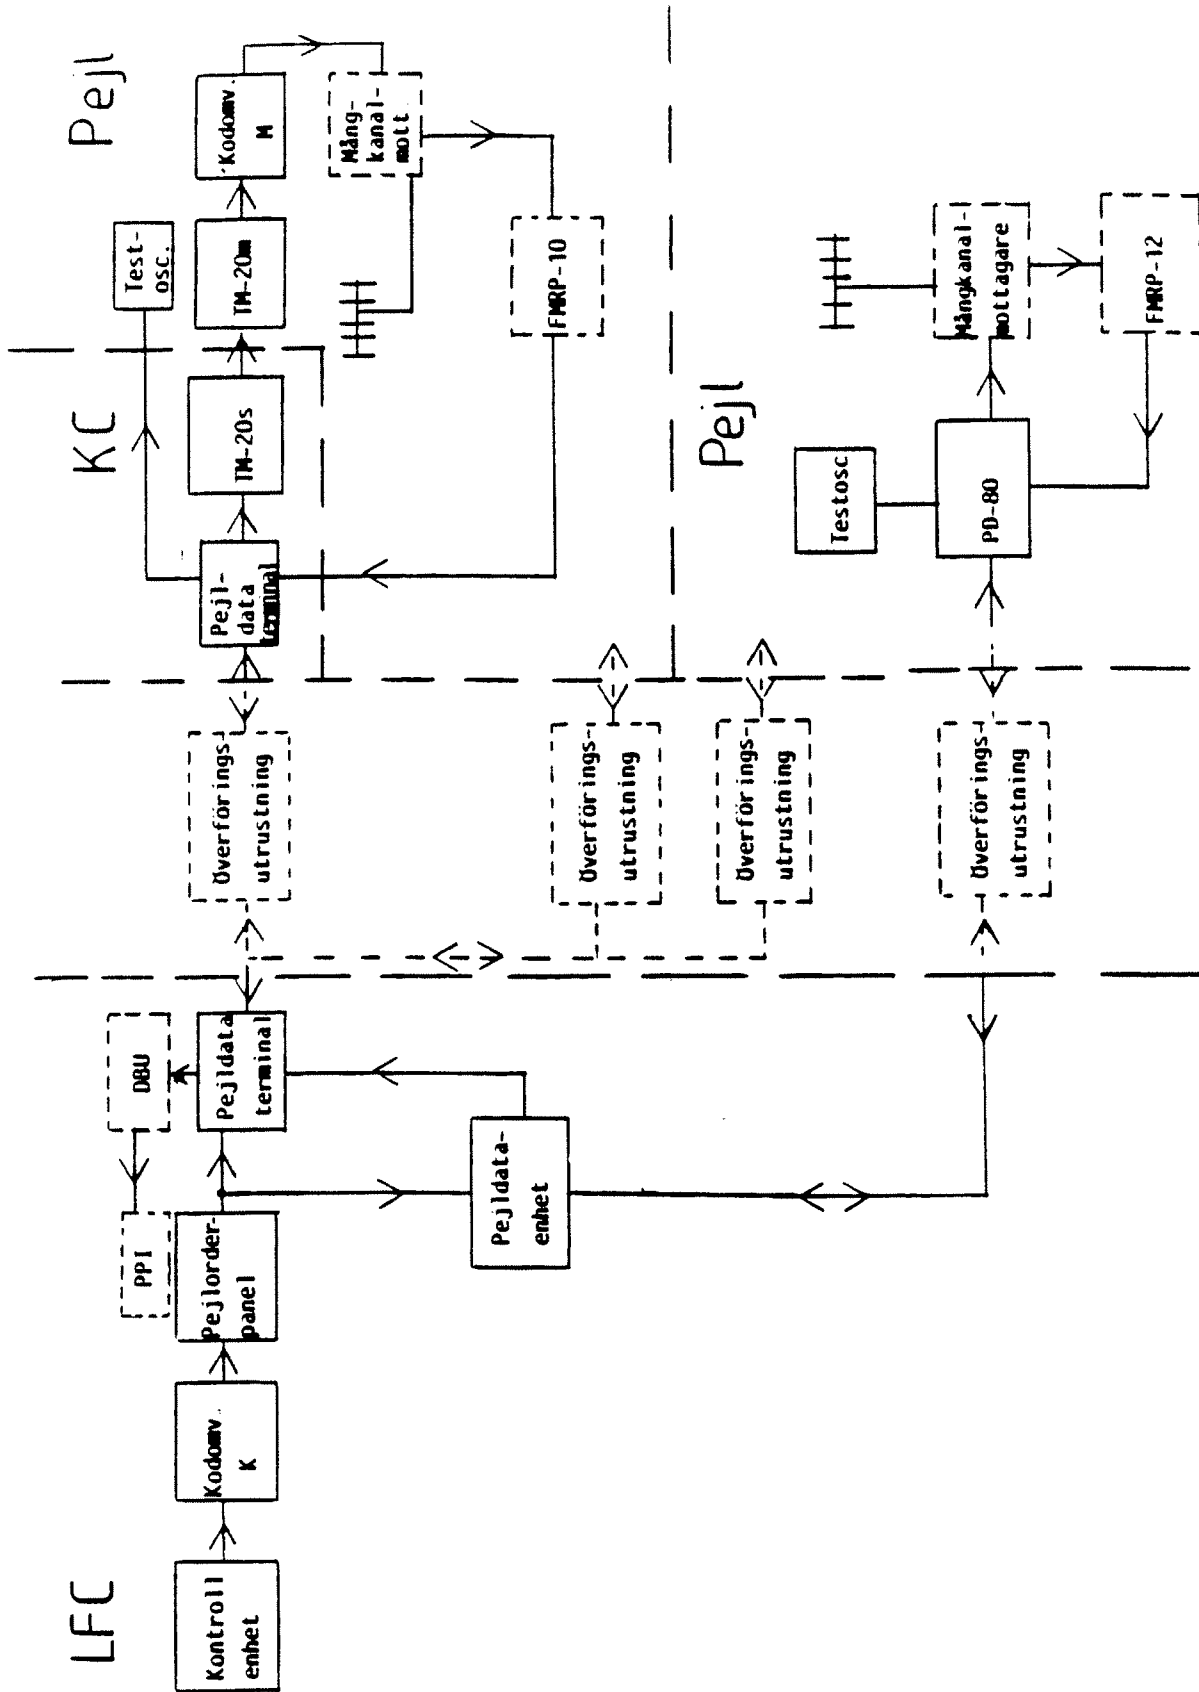 LFC
KC
Pejl
Kontroll
enhet
Kodomv.
K
Pejlorder-
panel
PPI
DBU
Pejldata
terminal
Pejldata-
enhet
Överförings-
utrustning
Överförings-
utrustning
Överförings-
utrustning
Överförings-
utrustning
Pejl-
data
terminal
TM-20s
TM-20m
Test-
osc.
Kodomv.
M
Mång-
kanal-
mott
FMRP-10
Pejl
Testosc
PD-80
Mångkanal-
mottagare
FMRP-12